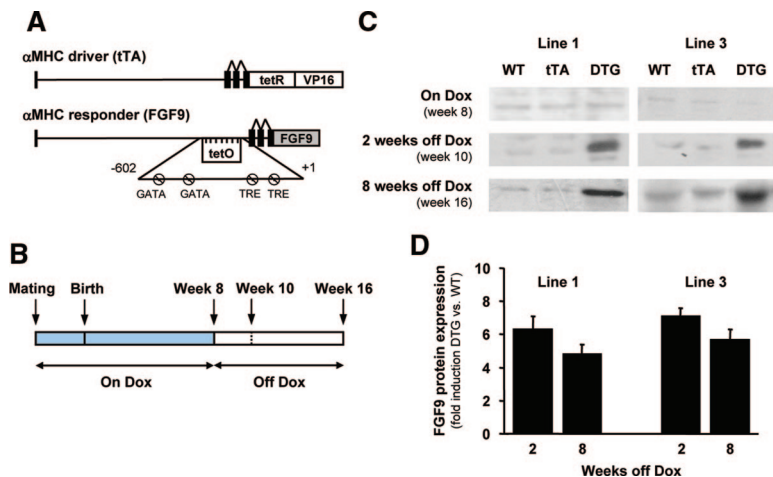 A
αMHC driver (tTA)
tetR VP16
αMHC responder (FGF9)
FGF9
tetO
-602 +1
GATA GATA TRE TRE
B
Mating Birth Week 8 Week 10 Week 16
On Dox Off Dox
C
Line 1 Line 3
WT tTA DTG WT tTA DTG
On Dox
(week 8)
2 weeks off Dox
(week 10)
8 weeks off Dox
(week 16)
D
FGF9 protein expression
(fold induction DTG vs. WT)
10
8
6
4
2
0
Line 1 Line 3
2 8 2 8
Weeks off Dox